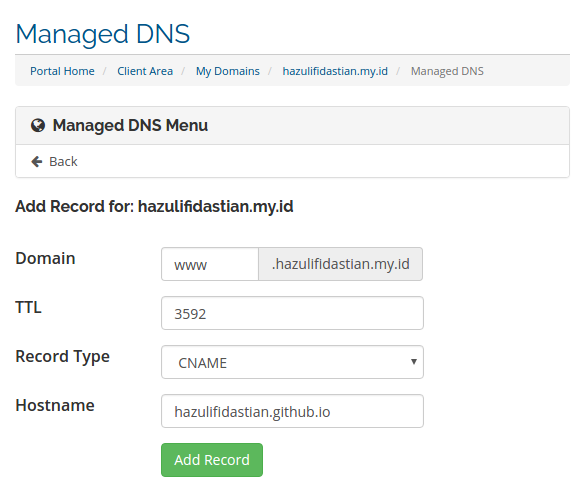 Managed DNS
Portal Home / Client Area / My Domains / hazulifidastian.my.id / Managed DNS
Managed DNS Menu
Back
Add Record for: hazulifidastian.my.id
Domain www .hazulifidastian.my.id
TTL 3592
Record Type CNAME
Hostname hazulifidastian.github.io
Add Record